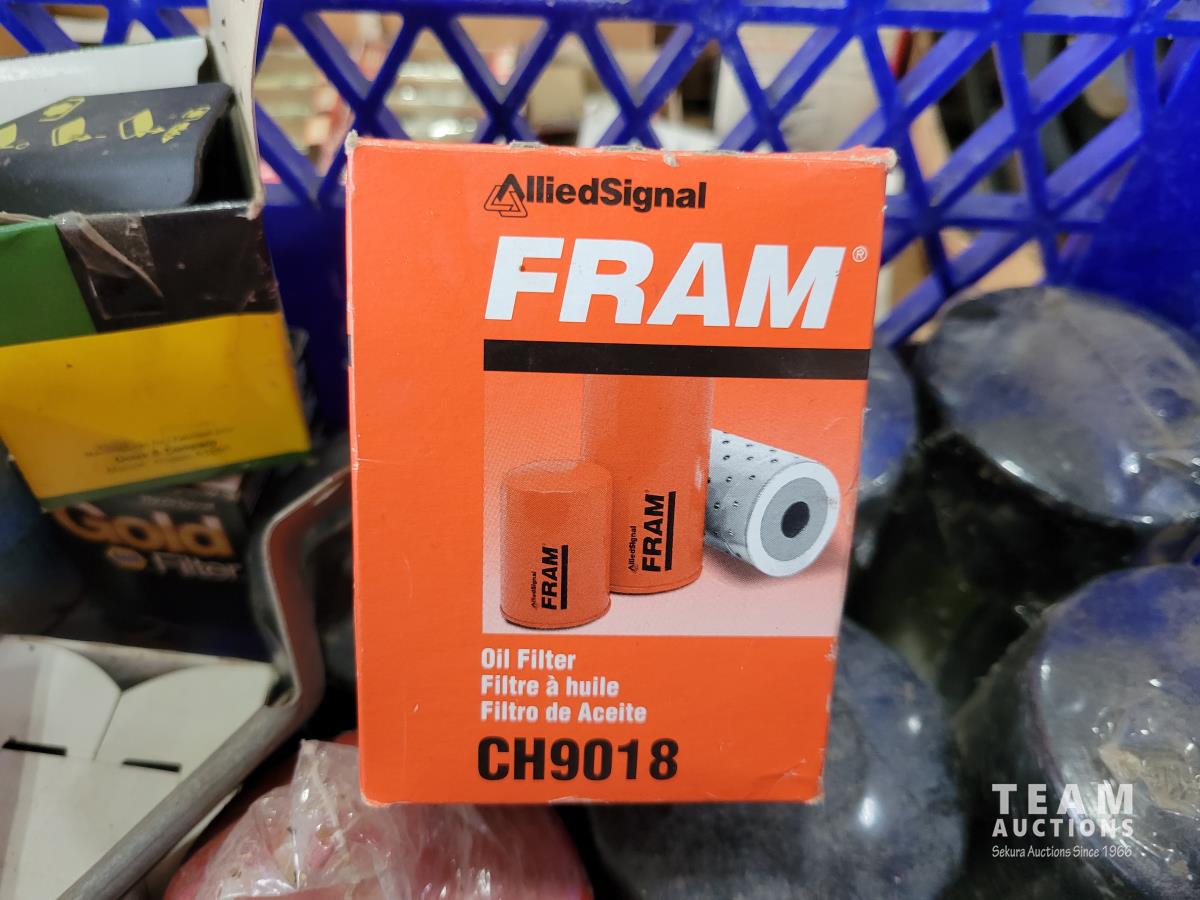 AlliedSignal
FRAM®
AlliedSignal
FRAM
AlliedSignal
FRAM
Oil Filter
Filtre à huile
Filtro de Aceite
CH9018
Gold
Filter
TEAM
AUCTIONS
Sekura Auctions Since 1966